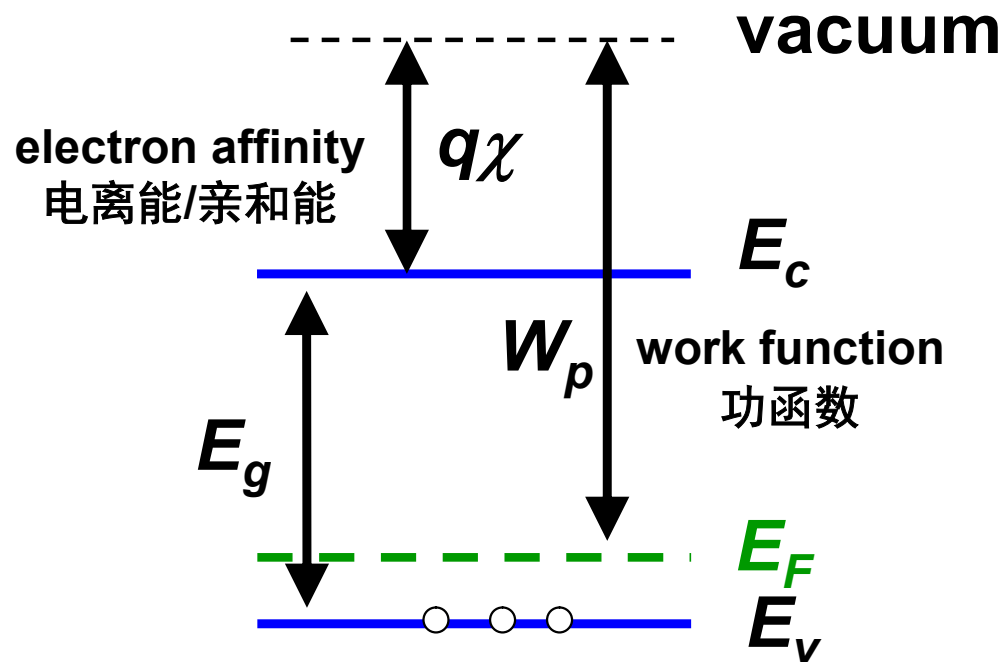 vacuum
electron affinity
电离能/亲和能
qχ
E_c
W_p
work function
功函数
E_g
E_F
E_v